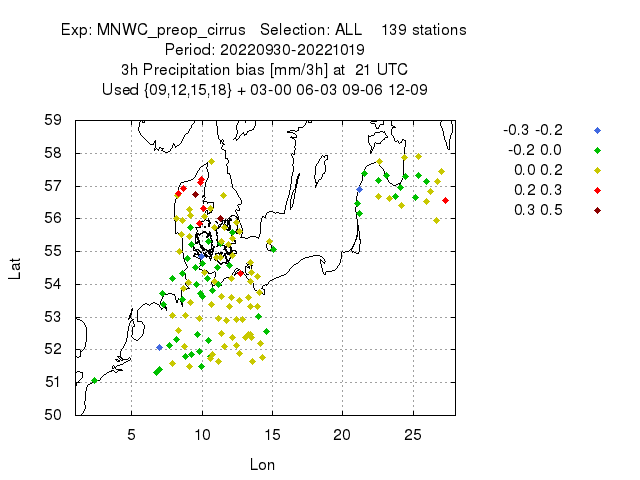 Exp: MNWC_preop_cirrus Selection: ALL 139 stations
Period: 20220930-20221019
3h Precipitation bias [mm/3h] at 21 UTC
Used {09,12,15,18} + 03-00 06-03 09-06 12-09
59
58
57
56
55
54
53
52
51
50
Lat
5 10 15 20 25
Lon
-0.3 -0.2
-0.2 0.0
0.0 0.2
0.2 0.3
0.3 0.5